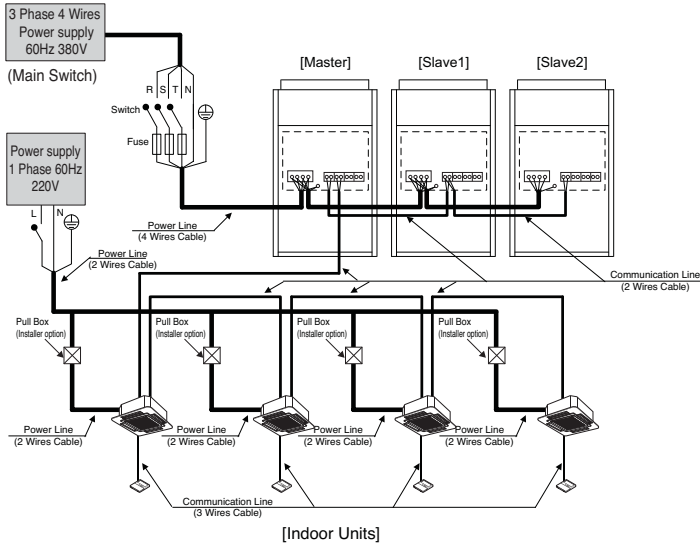 3 Phase 4 Wires
Power supply
60Hz 380V
(Main Switch)
[Master]
[Slave1]
[Slave2]
R S T N
Switch
Fuse
Power supply
1 Phase 60Hz
220V
L N
Power Line
(4 Wires Cable)
Power Line
(2 Wires Cable)
Communication Line
(2 Wires Cable)
Pull Box
(Installer option)
Pull Box
(Installer option)
Pull Box
(Installer option)
Pull Box
(Installer option)
Power Line
(2 Wires Cable)
Power Line
(2 Wires Cable)
Power Line
(2 Wires Cable)
Power Line
(2 Wires Cable)
Communication Line
(3 Wires Cable)
[Indoor Units]